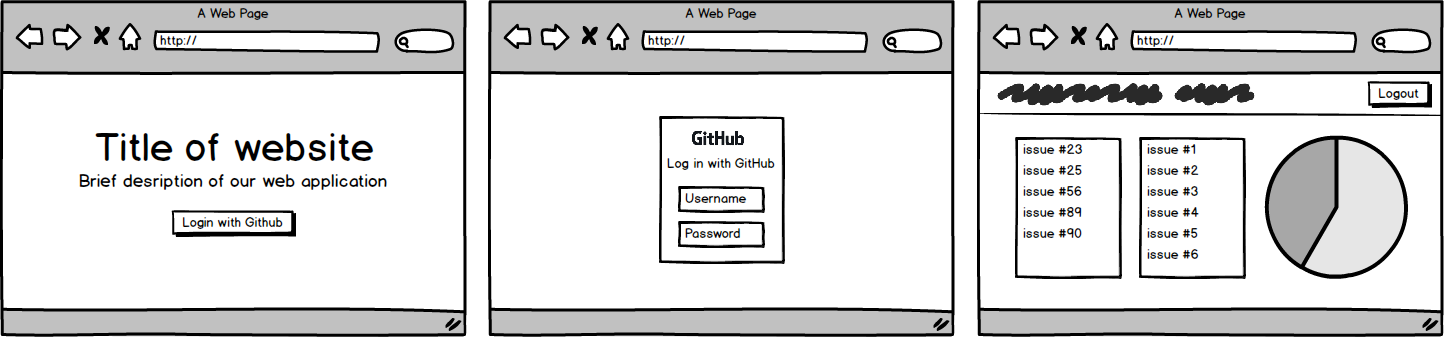 A Web Page
http://
Title of website
Brief desription of our web application
Login with Github
A Web Page
http://
GitHub
Log in with GitHub
Username
Password
A Web Page
http://
Logout
issue #23
issue #25
issue #56
issue #89
issue #90
issue #1
issue #2
issue #3
issue #4
issue #5
issue #6